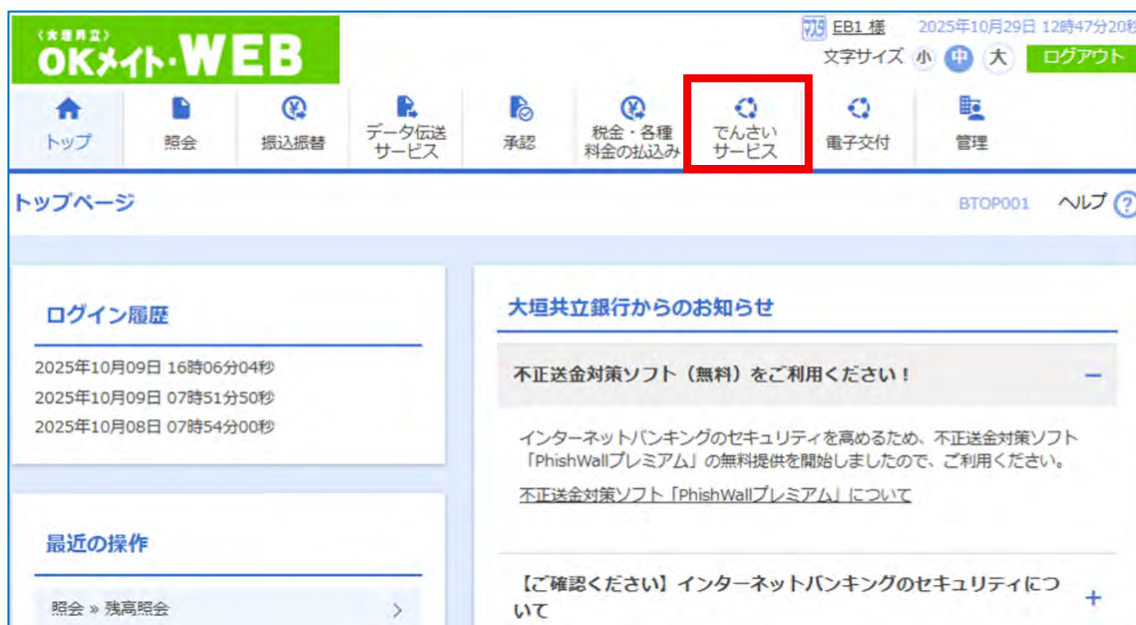 〈大垣共立〉
OKメイト・WEB
マスタ EB1 様 2025年10月29日 12時47分20秒
文字サイズ 小 中 大 ログアウト
トップ
照会
振込振替
データ伝送
サービス
承認
税金・各種
料金の払込み
でんさい
サービス
電子交付
管理
トップページ
BTOP001 ヘルプ ?
ログイン履歴
2025年10月09日 16時06分04秒
2025年10月09日 07時51分50秒
2025年10月08日 07時54分00秒
最近の操作
照会 » 残高照会
大垣共立銀行からのお知らせ
不正送金対策ソフト（無料）をご利用ください！
インターネットバンキングのセキュリティを高めるため、不正送金対策ソフト
「PhishWallプレミアム」の無料提供を開始しましたので、ご利用ください。
不正送金対策ソフト「PhishWallプレミアム」について
【ご確認ください】インターネットバンキングのセキュリティにつ
いて